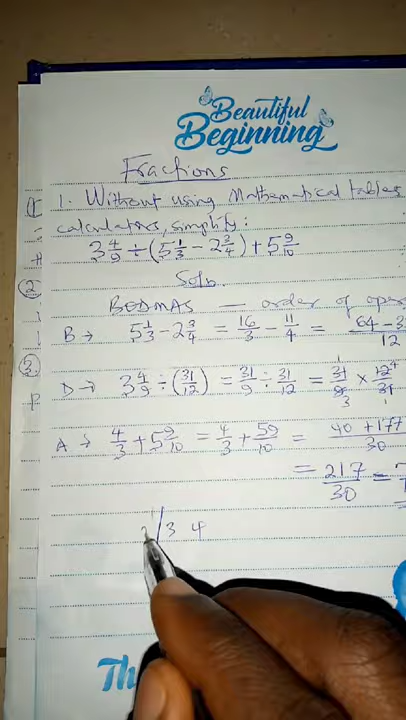 Beautiful
Beginning
Fractions
1. Without using Mathematical tables
calculators, simplify:
3 4/9 ÷ (5 1/3 − 2 3/4) + 5 9/10
Soln.
BODMAS — order of oper
B → 5 1/3 − 2 3/4 = 16/3 − 11/4 = 64 − 3 /12
D → 3 4/9 ÷ (31/12) = 31/9 ÷ 31/12 = 31/9 × 12/31
A → 4/3 + 5 9/10 = 4/3 + 59/10 = 40 + 177/30
= 217/30 =
3 4
Th